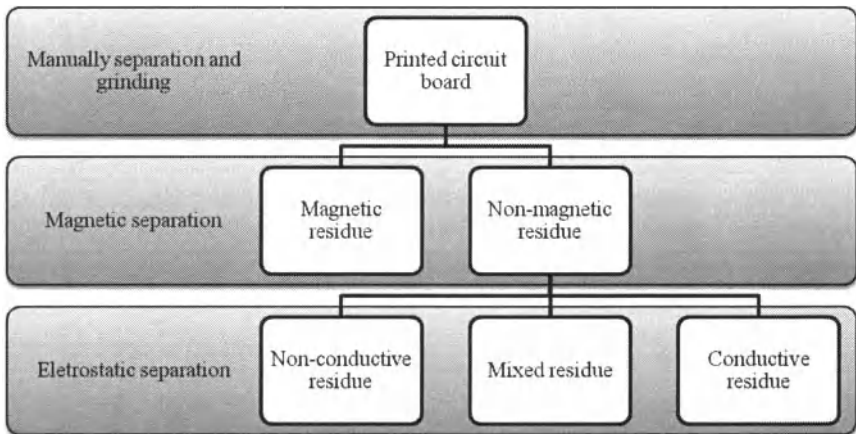 Manually separation and
grinding
Printed circuit
board
Magnetic separation
Magnetic
residue
Non-magnetic
residue
Eletrostatic separation
Non-conductive
residue
Mixed residue
Conductive
residue